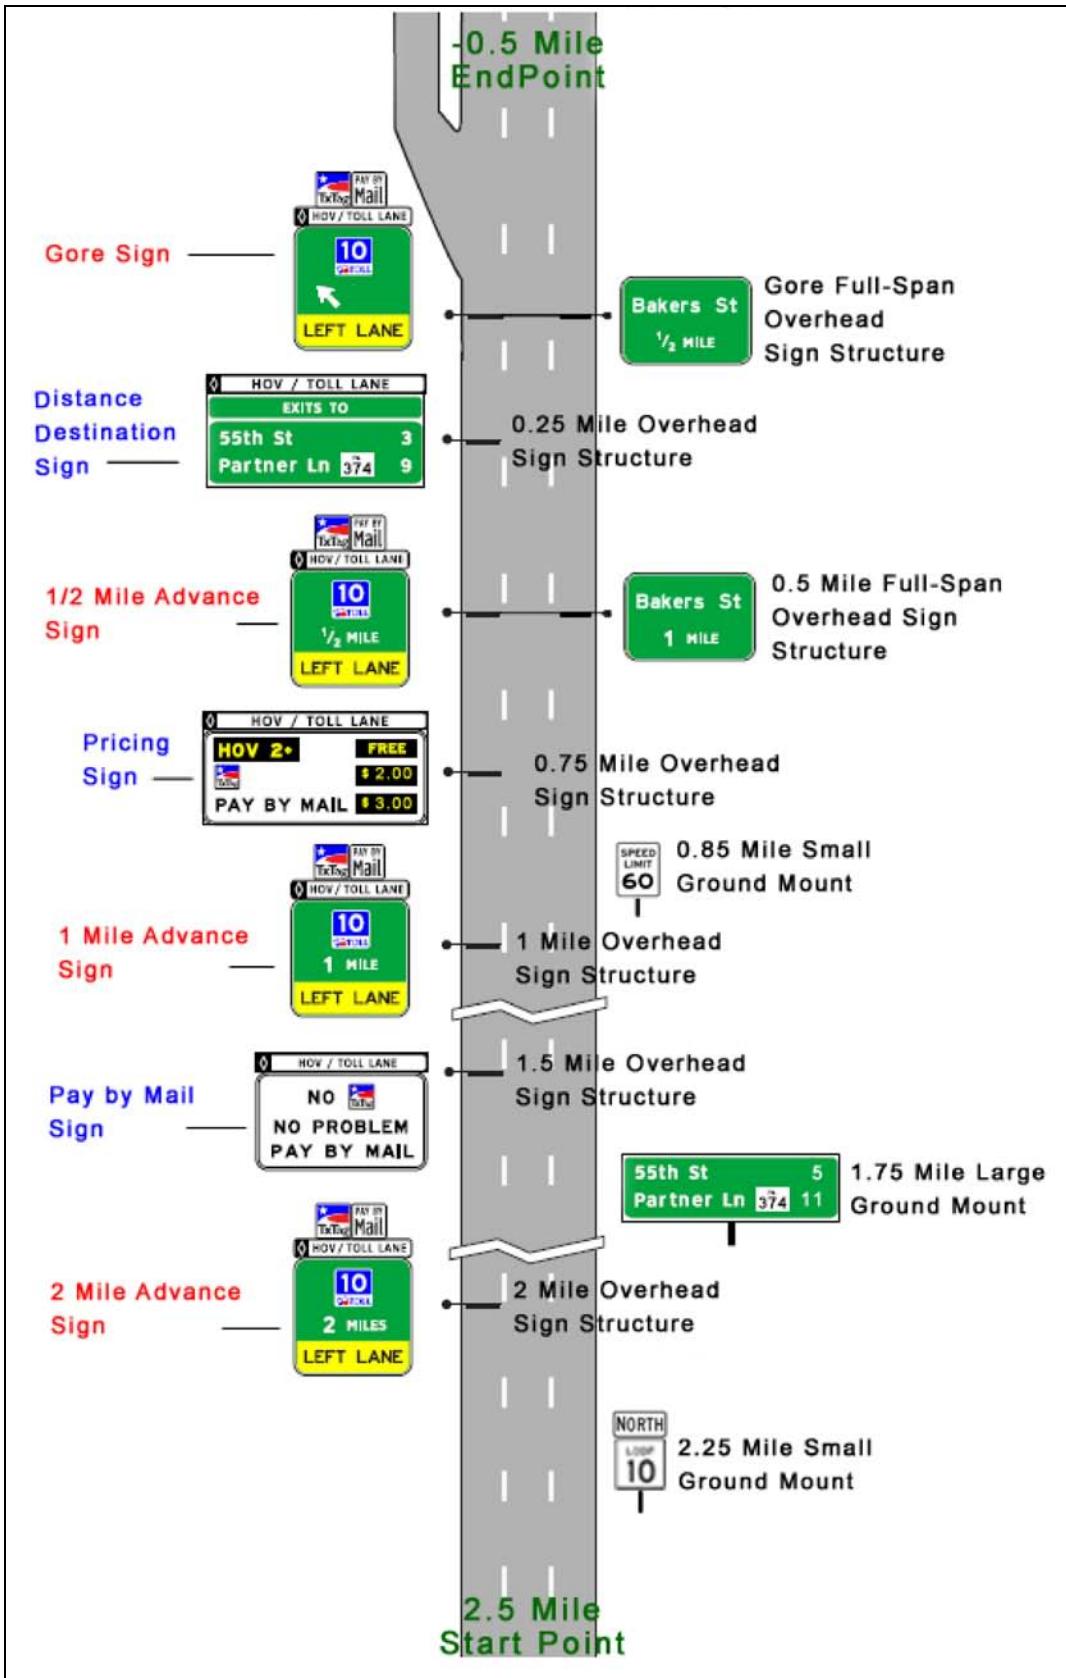 -0.5 Mile
EndPoint
TxTag
PAY BY
Mail
HOV / TOLL LANE
10
TOLL
LEFT LANE
Gore Sign
Bakers St
1/2 MILE
Gore Full-Span
Overhead
Sign Structure
Distance
Destination
Sign
HOV / TOLL LANE
EXITS TO
55th St 3
Partner Ln 374 9
0.25 Mile Overhead
Sign Structure
TxTag
PAY BY
Mail
HOV / TOLL LANE
10
TOLL
1/2 MILE
LEFT LANE
1/2 Mile Advance
Sign
Bakers St
1 MILE
0.5 Mile Full-Span
Overhead Sign
Structure
Pricing
Sign
HOV / TOLL LANE
HOV 2+ FREE
TxTag $ 2.00
PAY BY MAIL $ 3.00
0.75 Mile Overhead
Sign Structure
SPEED
LIMIT
60
0.85 Mile Small
Ground Mount
TxTag
PAY BY
Mail
HOV / TOLL LANE
10
TOLL
1 MILE
LEFT LANE
1 Mile Advance
Sign
1 Mile Overhead
Sign Structure
Pay by Mail
Sign
HOV / TOLL LANE
NO TxTag
NO PROBLEM
PAY BY MAIL
1.5 Mile Overhead
Sign Structure
55th St 5
Partner Ln 374 11
1.75 Mile Large
Ground Mount
TxTag
PAY BY
Mail
HOV / TOLL LANE
10
TOLL
2 MILES
LEFT LANE
2 Mile Advance
Sign
2 Mile Overhead
Sign Structure
NORTH
LOOP
10
2.25 Mile Small
Ground Mount
2.5 Mile
Start Point